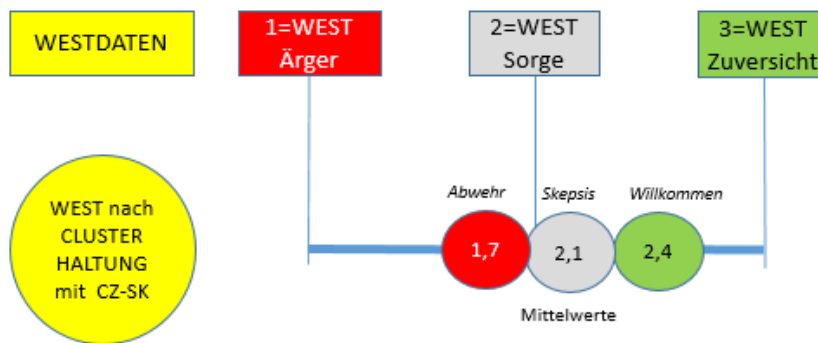 WESTDATEN
1=WEST
Ärger
2=WEST
Sorge
3=WEST
Zuversicht
WEST nach
CLUSTER
HALTUNG
mit CZ-SK
Abwehr
Skepsis
Willkommen
1,7
2,1
2,4
Mittelwerte